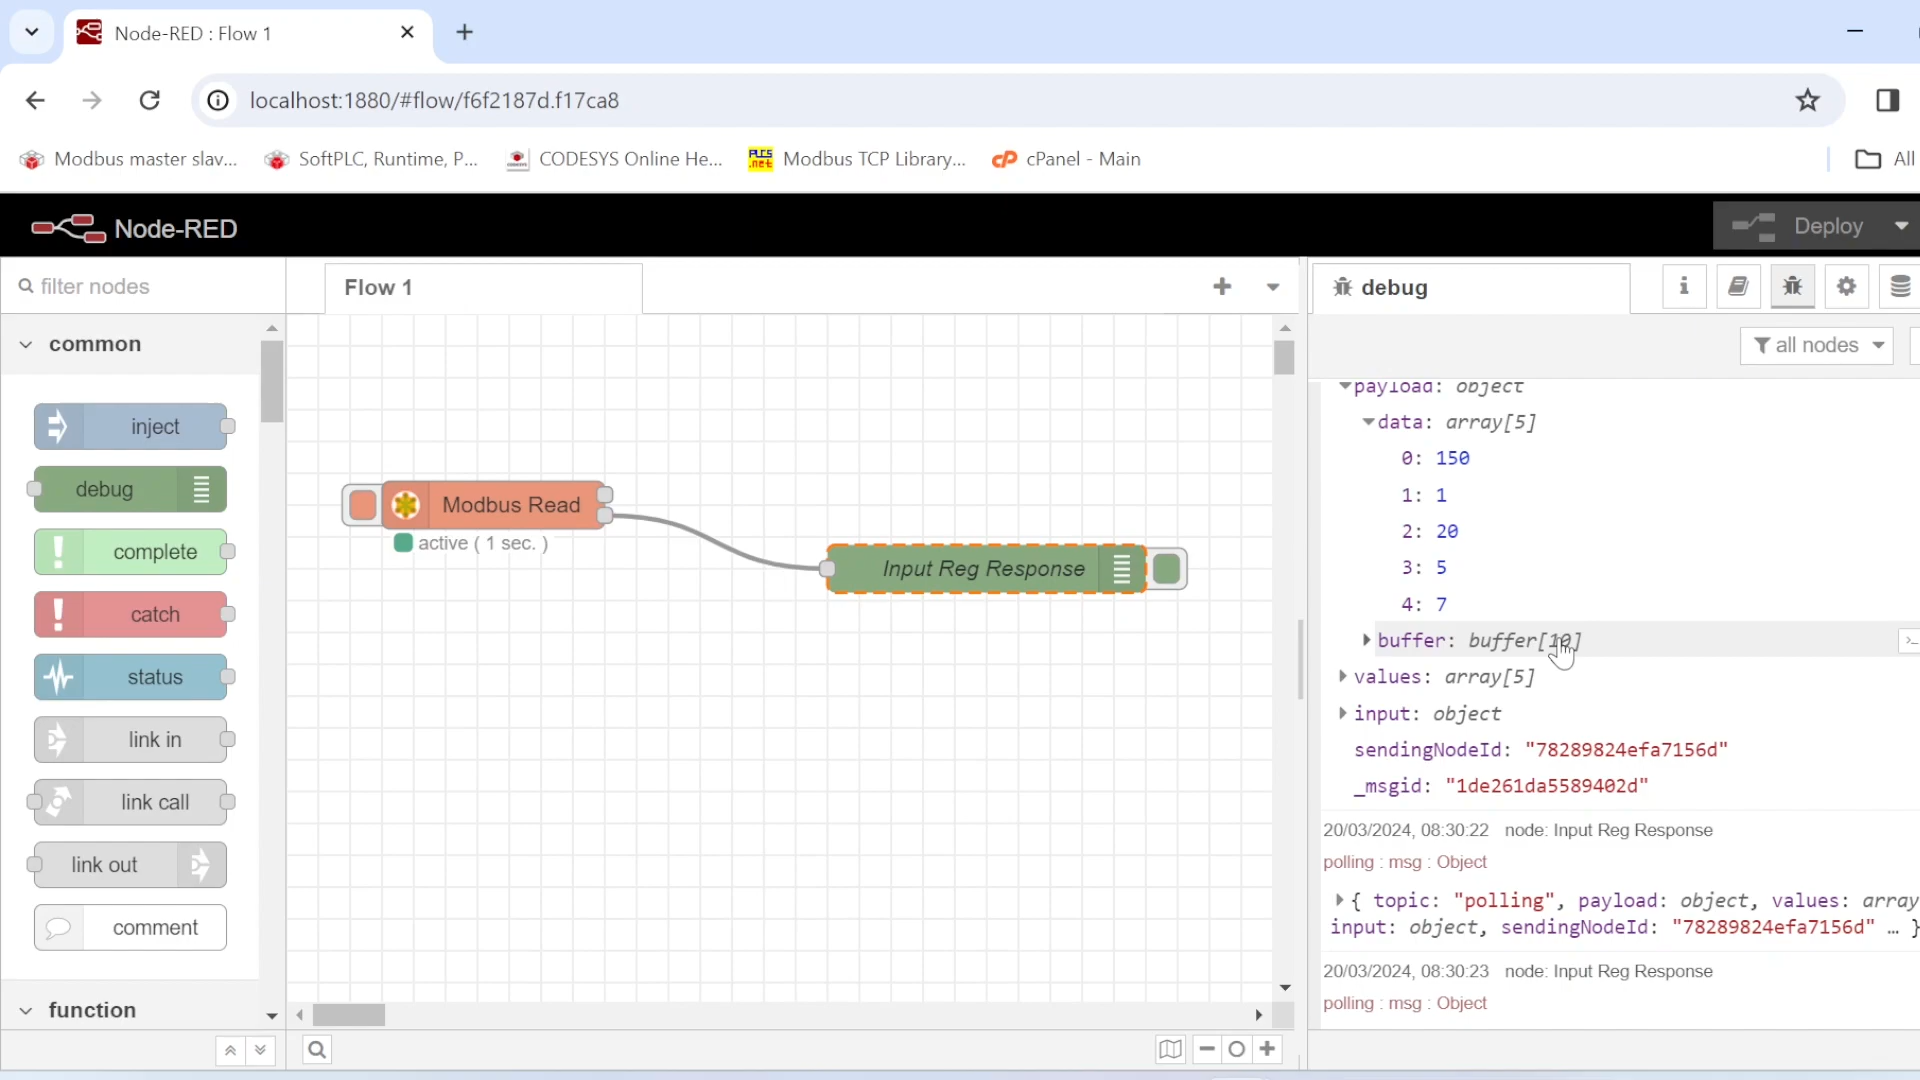 Node-RED : Flow 1
localhost:1880/#flow/f6f2187d.f17ca8
Modbus master slav... SoftPLC, Runtime, P... CODESYS Online He... Modbus TCP Library... cPanel - Main All
Node-RED Deploy
filter nodes
Flow 1
debug
common
all nodes
inject
debug
complete
catch
status
link in
link call
link out
comment
function
Modbus Read
active ( 1 sec. )
Input Reg Response
payload: object
data: array[5]
0: 150
1: 1
2: 20
3: 5
4: 7
buffer: buffer[10]
values: array[5]
input: object
sendingNodeId: "78289824efa7156d"
_msgid: "1de261da5589402d"
20/03/2024, 08:30:22 node: Input Reg Response
polling : msg : Object
{ topic: "polling", payload: object, values: array
input: object, sendingNodeId: "78289824efa7156d" … }
20/03/2024, 08:30:23 node: Input Reg Response
polling : msg : Object